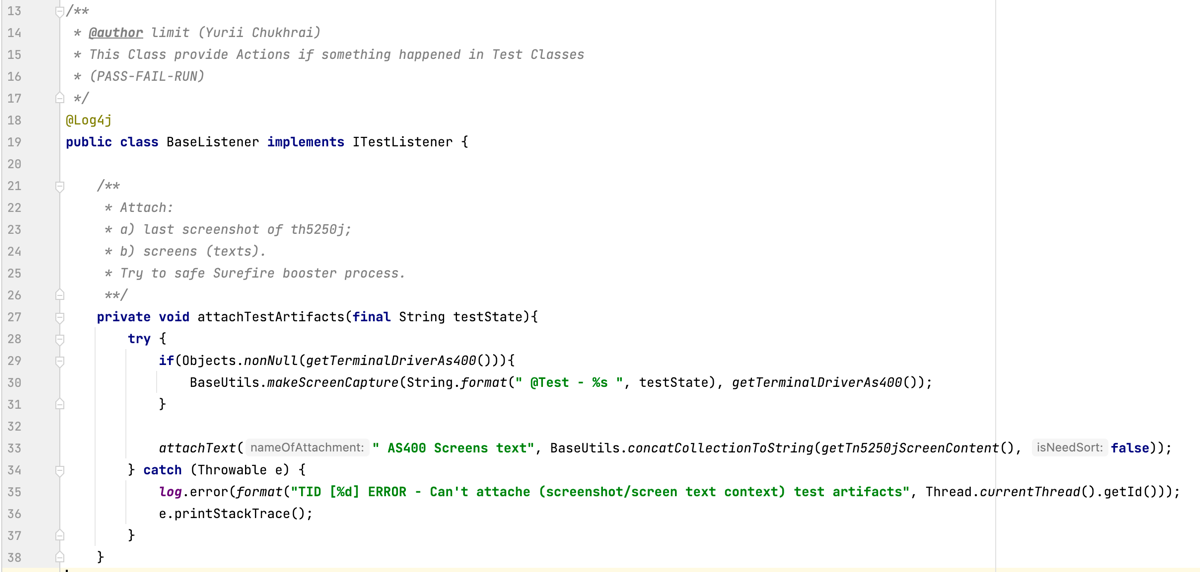 13 /**
14 * @author limit (Yurii Chukhrai)
15 * This Class provide Actions if something happened in Test Classes
16 * (PASS-FAIL-RUN)
17 */
18 @Log4j
19 public class BaseListener implements ITestListener {
20
21 /**
22 * Attach:
23 * a) last screenshot of th5250j;
24 * b) screens (texts).
25 * Try to safe Surefire booster process.
26 **/
27 private void attachTestArtifacts(final String testState){
28 try {
29 if(Objects.nonNull(getTerminalDriverAs400())){
30 BaseUtils.makeScreenCapture(String.format(" @Test - %s ", testState), getTerminalDriverAs400());
31 }
32
33 attachText( nameOfAttachment: " AS400 Screens text", BaseUtils.concatCollectionToString(getTn5250jScreenContent(), isNeedSort: false));
34 } catch (Throwable e) {
35 log.error(format("TID [%d] ERROR - Can't attache (screenshot/screen text context) test artifacts", Thread.currentThread().getId()));
36 e.printStackTrace();
37 }
38 }